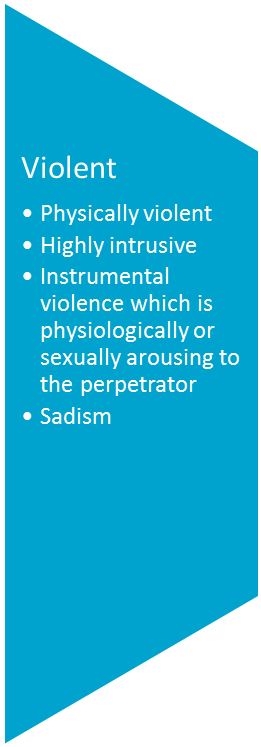 Violent
• Physically violent
• Highly intrusive
• Instrumental
violence which is
physiologically or
sexually arousing to
the perpetrator
• Sadism